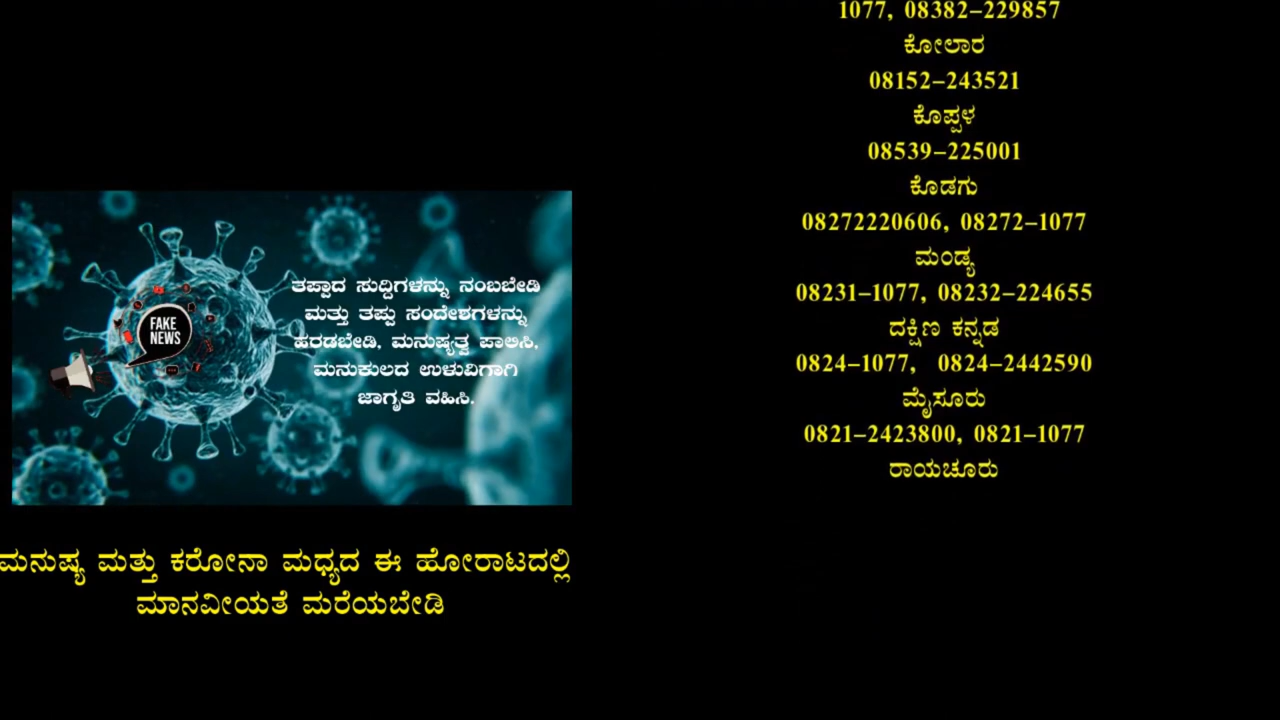 FAKE
NEWS
ತಪ್ಪಾದ ಸುದ್ದಿಗಳನ್ನು ನಂಬಬೇಡಿ
ಮತ್ತು ತಪ್ಪು ಸಂದೇಶಗಳನ್ನು
ಹರಡಬೇಡಿ. ಮನುಷ್ಯತ್ವ ಪಾಲಿಸಿ.
ಮನುಕುಲದ ಉಳುವಿಗಾಗಿ
ಜಾಗೃತಿ ವಹಿಸಿ.
ಮನುಷ್ಯ ಮತ್ತು ಕರೋನಾ ಮಧ್ಯದ ಈ ಹೋರಾಟದಲ್ಲಿ
ಮಾನವೀಯತೆ ಮರೆಯಬೇಡಿ
1077, 08382-229857
ಕೋಲಾರ
08152-243521
ಕೊಪ್ಪಳ
08539-225001
ಕೊಡಗು
08272220606, 08272-1077
ಮಂಡ್ಯ
08231-1077, 08232-224655
ದಕ್ಷಿಣ ಕನ್ನಡ
0824-1077, 0824-2442590
ಮೈಸೂರು
0821-2423800, 0821-1077
ರಾಯಚೂರು